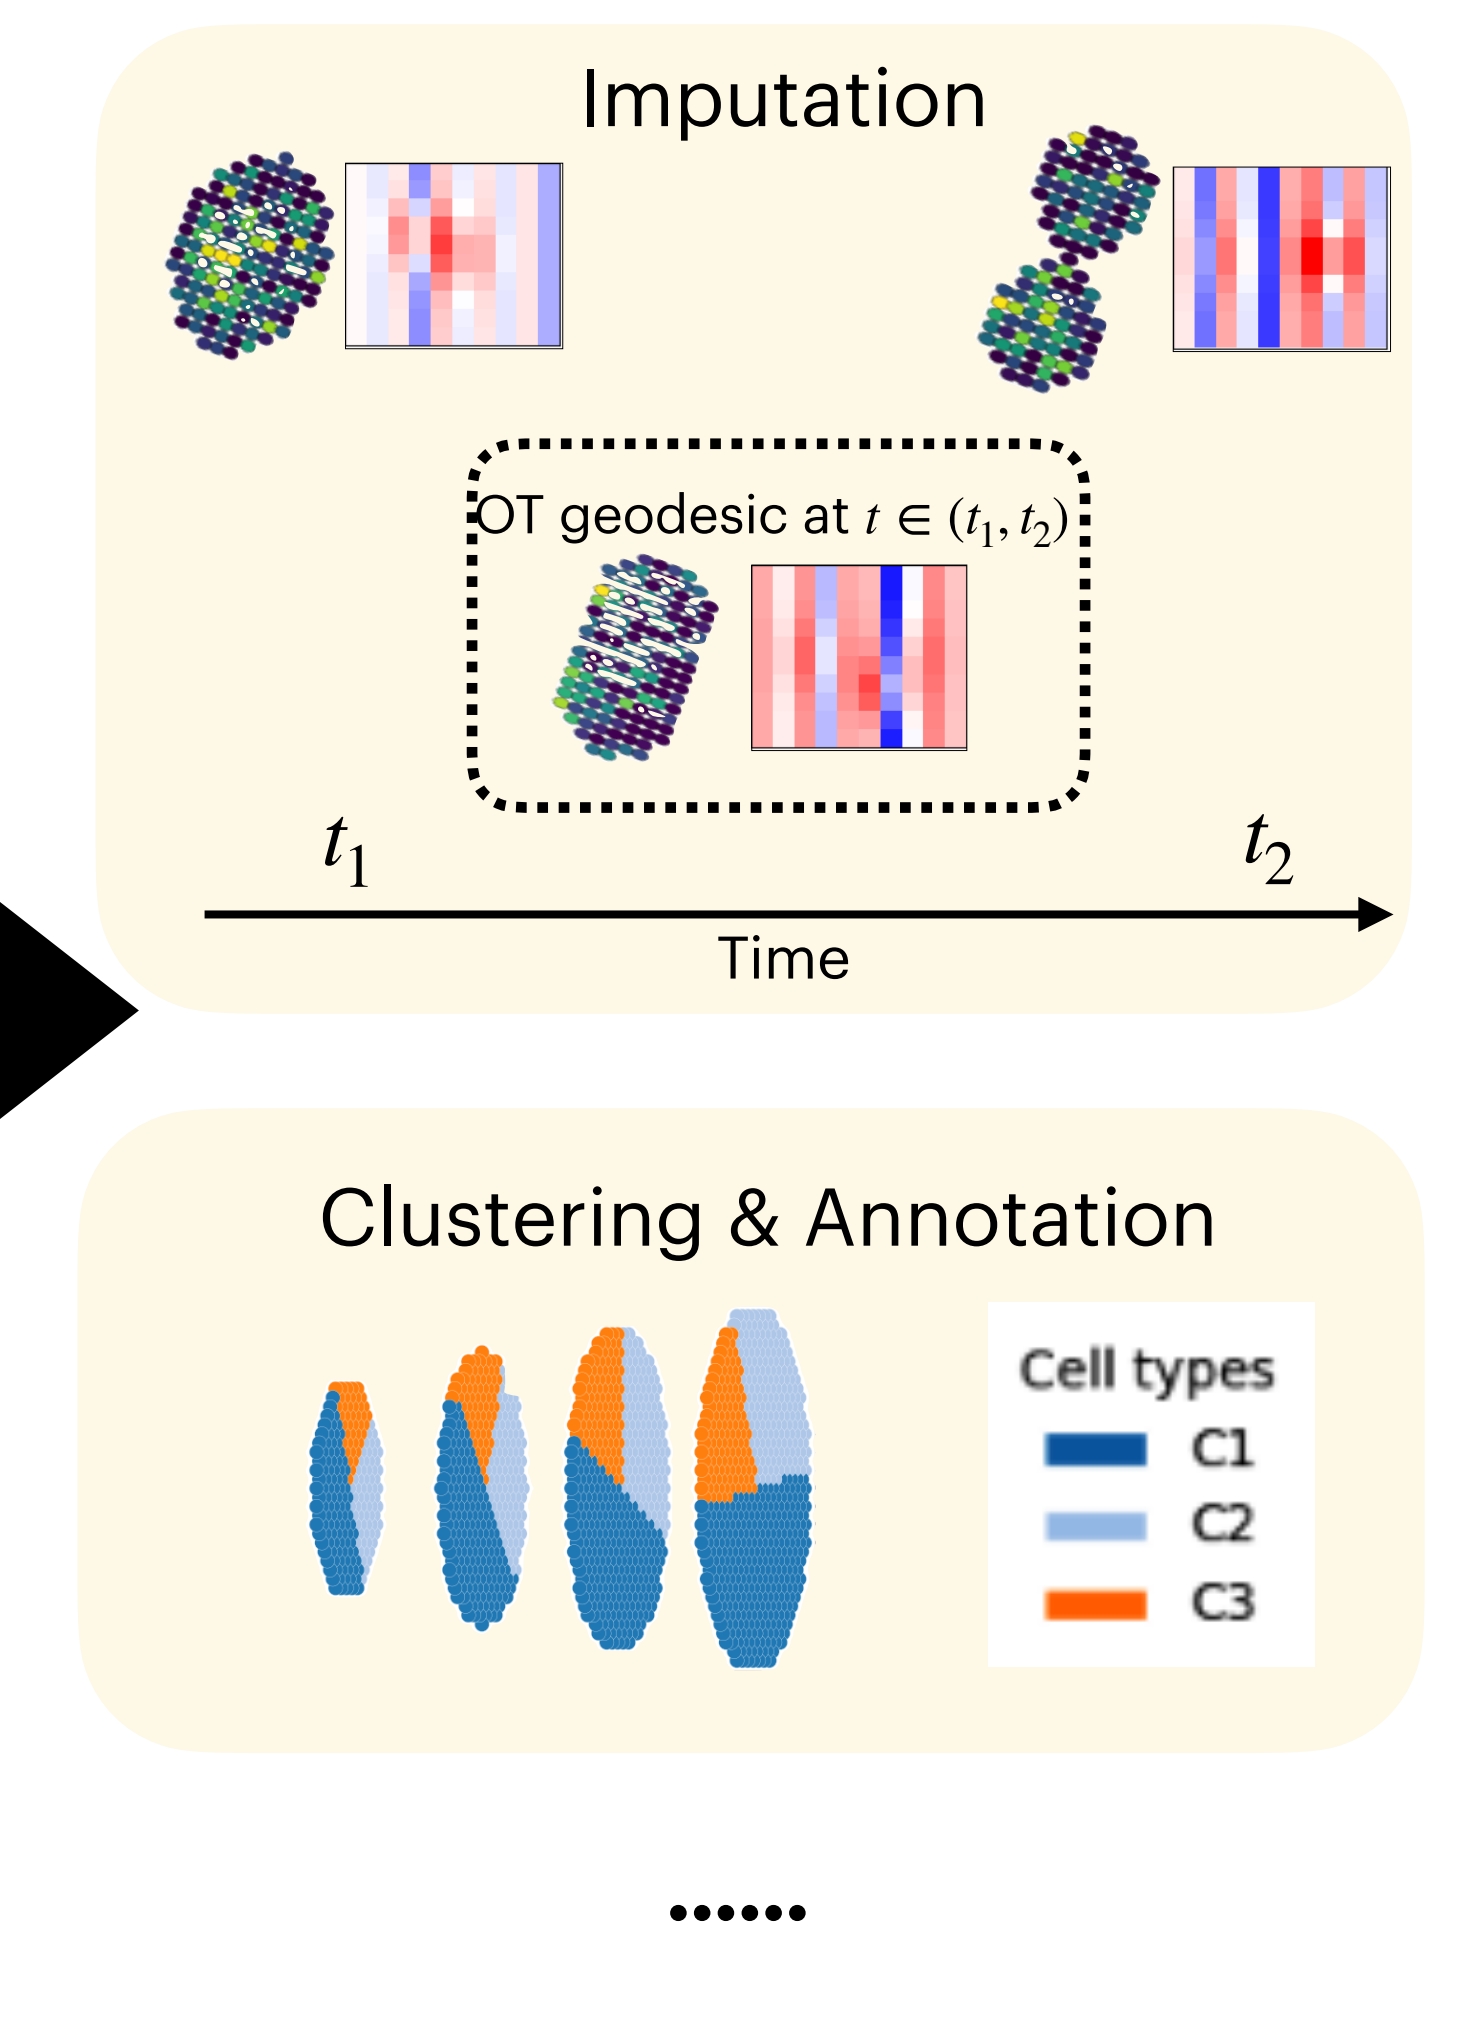 Imputation
OT geodesic at t ∈ (t₁, t₂)
t₁
t₂
Time
Clustering & Annotation
Cell types
C1
C2
C3
......